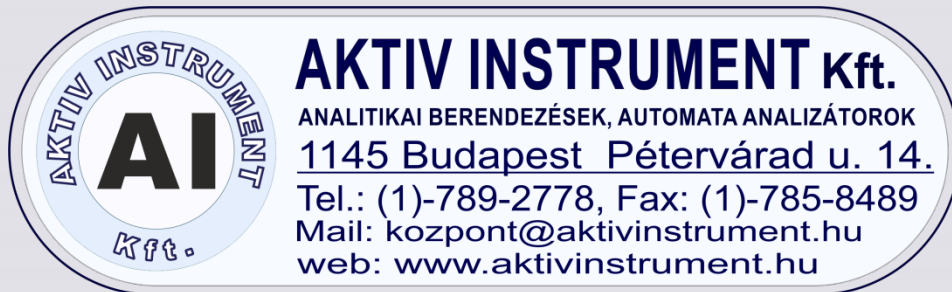 AKTIV INSTRUMENT
AI
Kft.
AKTIV INSTRUMENT Kft.
ANALITIKAI BERENDEZÉSEK, AUTOMATA ANALIZÁTOROK
1145 Budapest Pétervárad u. 14.
Tel.: (1)-789-2778, Fax: (1)-785-8489
Mail: kozpont@aktivinstrument.hu
web: www.aktivinstrument.hu